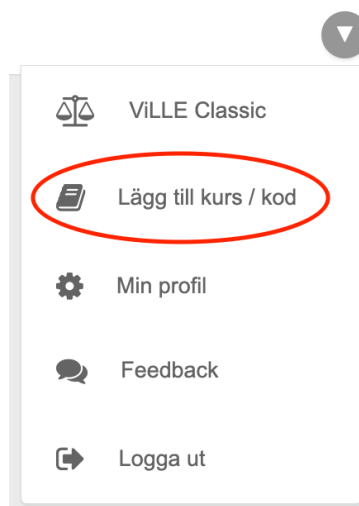 ViLLE Classic
Lägg till kurs / kod
Min profil
Feedback
Logga ut